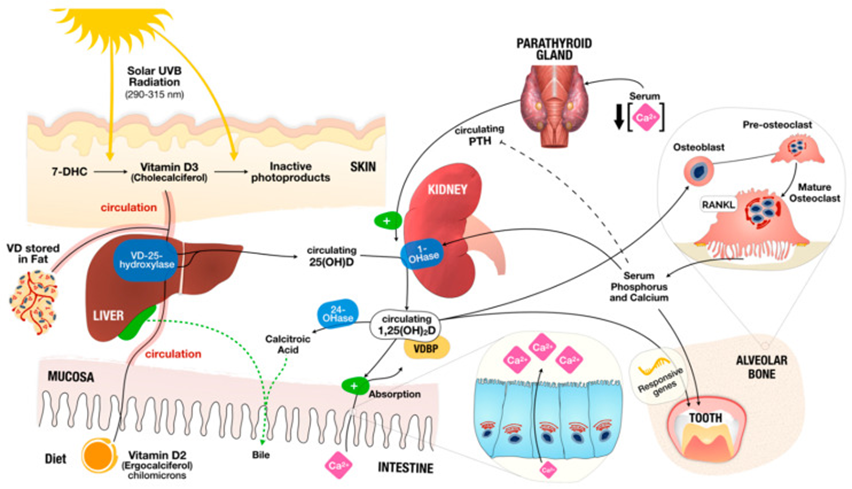 Solar UVB
Radiation
(290-315 nm)
7-DHC
Vitamin D3
(Cholecalciferol)
Inactive
photoproducts
SKIN
circulation
VD stored
in Fat
VD-25-
hydroxylase
LIVER
circulation
MUCOSA
Diet
Vitamin D2
(Ergocalciferol)
chilomicrons
Bile
INTESTINE
Ca2+
Calcitroic
Acid
24-
OHase
circulating
25(OH)D
circulating
1,25(OH)2D
VDBP
+
Absorption
KIDNEY
1-
OHase
+
circulating
PTH
PARATHYROID
GLAND
Serum
[Ca2+]
Osteoblast
Pre-osteoclast
Mature
Osteoclast
RANKL
Serum
Phosphorus
and Calcium
Ca2+
Ca2+
Ca2+
Ca2+
Responsive
genes
TOOTH
ALVEOLAR
BONE